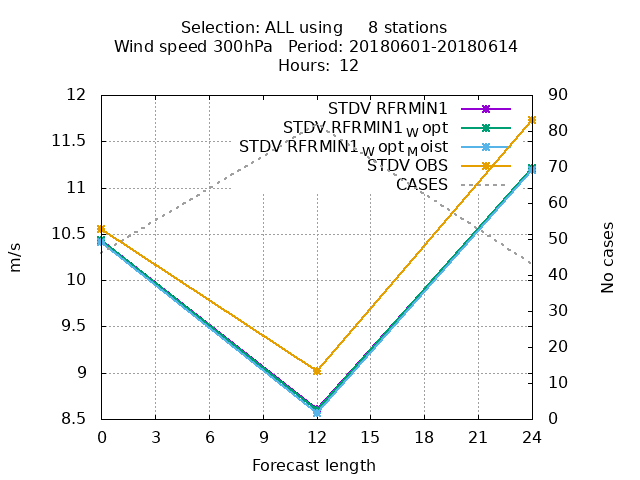 Selection: ALL using     8 stations
Wind speed 300hPa   Period: 20180601-20180614
Hours:  12
STDV RFRMIN1
STDV RFRMIN1_W opt
STDV RFRMIN1_W opt_M oist
STDV OBS
CASES
12
11.5
11
10.5
10
9.5
9
8.5
m/s
90
80
70
60
50
40
30
20
10
0
No cases
0 3 6 9 12 15 18 21 24
Forecast length